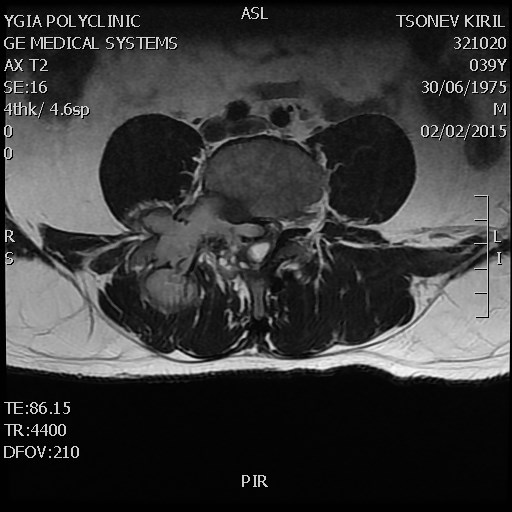 YGIA POLYCLINIC
GE MEDICAL SYSTEMS
AX T2
SE:16
4thk/ 4.6sp
0
0
ASL
TSONEV KIRIL
321020
039Y
30/06/1975
M
02/02/2015
R
S
L
I
TE:86.15
TR:4400
DFOV:210
PIR